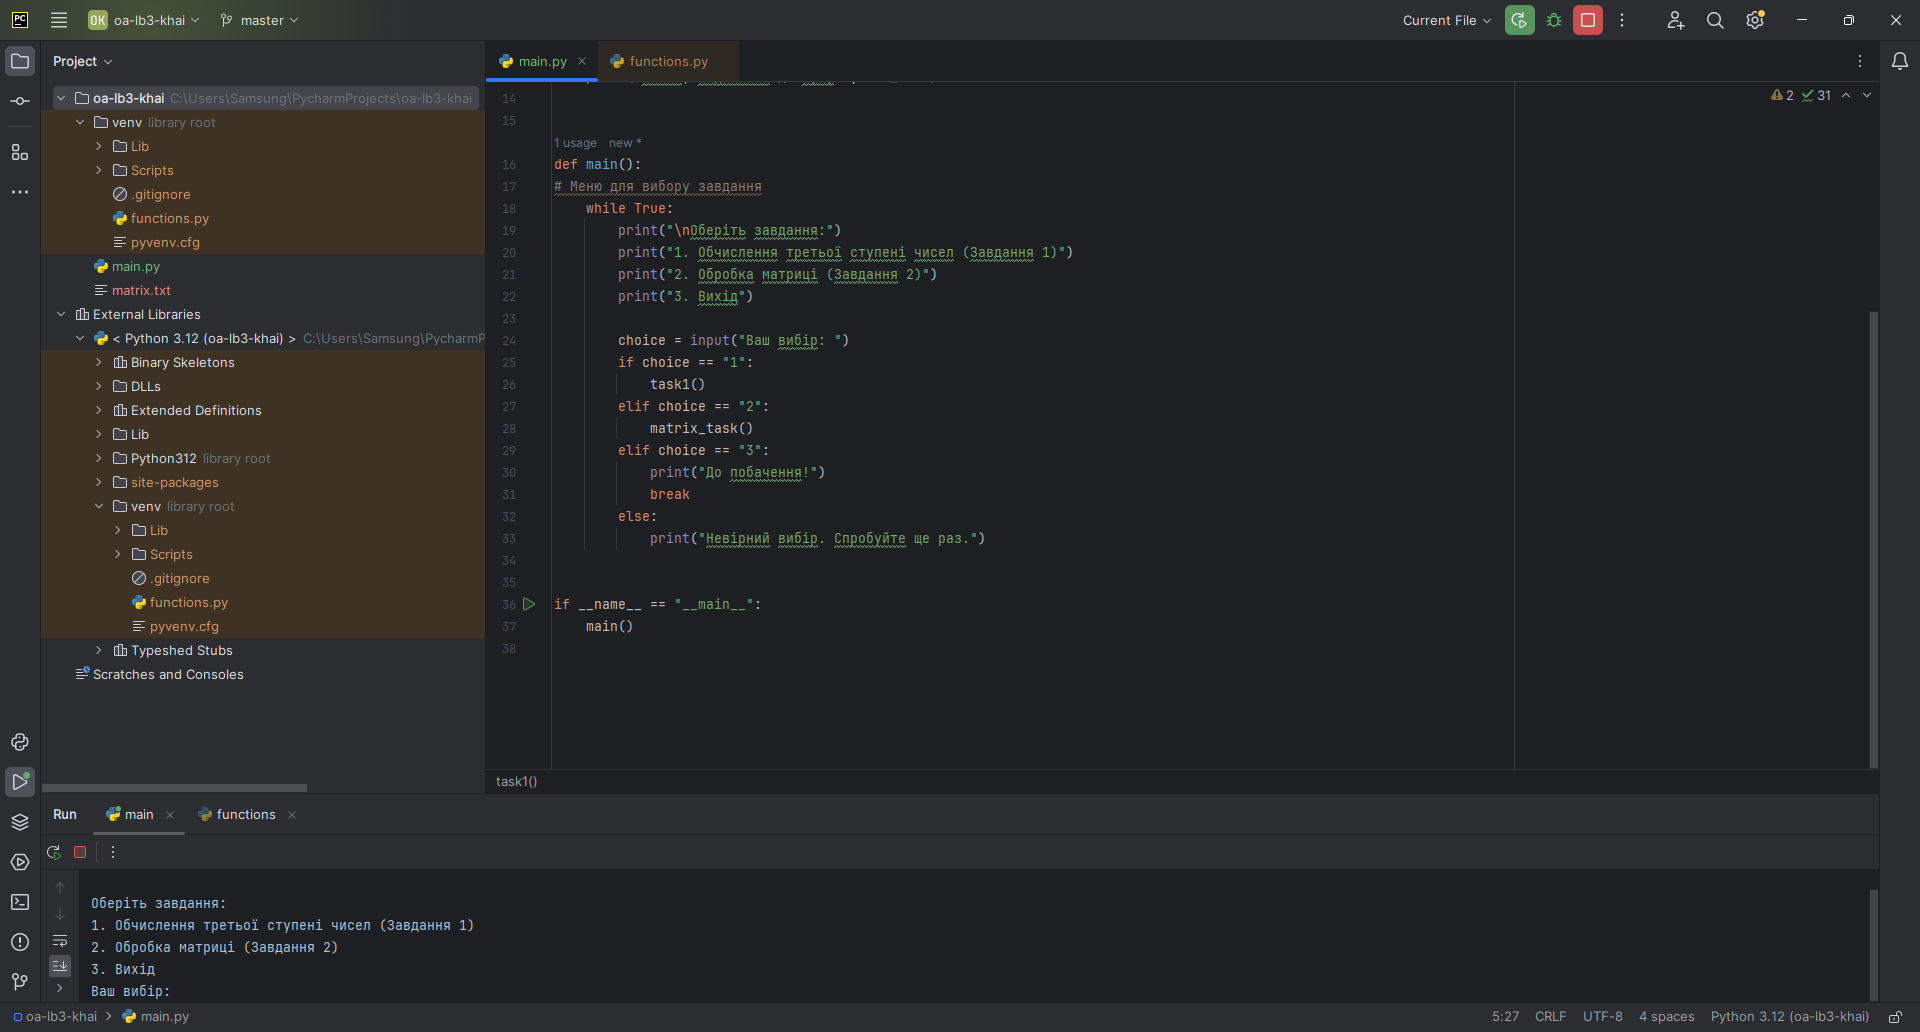 PC OK oa-lb3-khai master Current File
Project main.py functions.py
oa-lb3-khai C:\Users\Samsung\PycharmProjects\oa-lb3-khai
venv library root
Lib
Scripts
.gitignore
functions.py
pyvenv.cfg
main.py
matrix.txt
External Libraries
< Python 3.12 (oa-lb3-khai) > C:\Users\Samsung\PycharmP
Binary Skeletons
DLLs
Extended Definitions
Lib
Python312 library root
site-packages
venv library root
Lib
Scripts
.gitignore
functions.py
pyvenv.cfg
Typeshed Stubs
Scratches and Consoles
2 31
14
15
1 usage new *
16 def main():
17 # Меню для вибору завдання
18 while True:
19 print("\nОберіть завдання:")
20 print("1. Обчислення третьої ступені чисел (Завдання 1)")
21 print("2. Обробка матриці (Завдання 2)")
22 print("3. Вихід")
23
24 choice = input("Ваш вибір: ")
25 if choice == "1":
26 task1()
27 elif choice == "2":
28 matrix_task()
29 elif choice == "3":
30 print("До побачення!")
31 break
32 else:
33 print("Невірний вибір. Спробуйте ще раз.")
34
35
36 if __name__ == "__main__":
37 main()
38
task1()
Run main functions
Оберіть завдання:
1. Обчислення третьої ступені чисел (Завдання 1)
2. Обробка матриці (Завдання 2)
3. Вихід
Ваш вибір:
oa-lb3-khai main.py 5:27 CRLF UTF-8 4 spaces Python 3.12 (oa-lb3-khai)